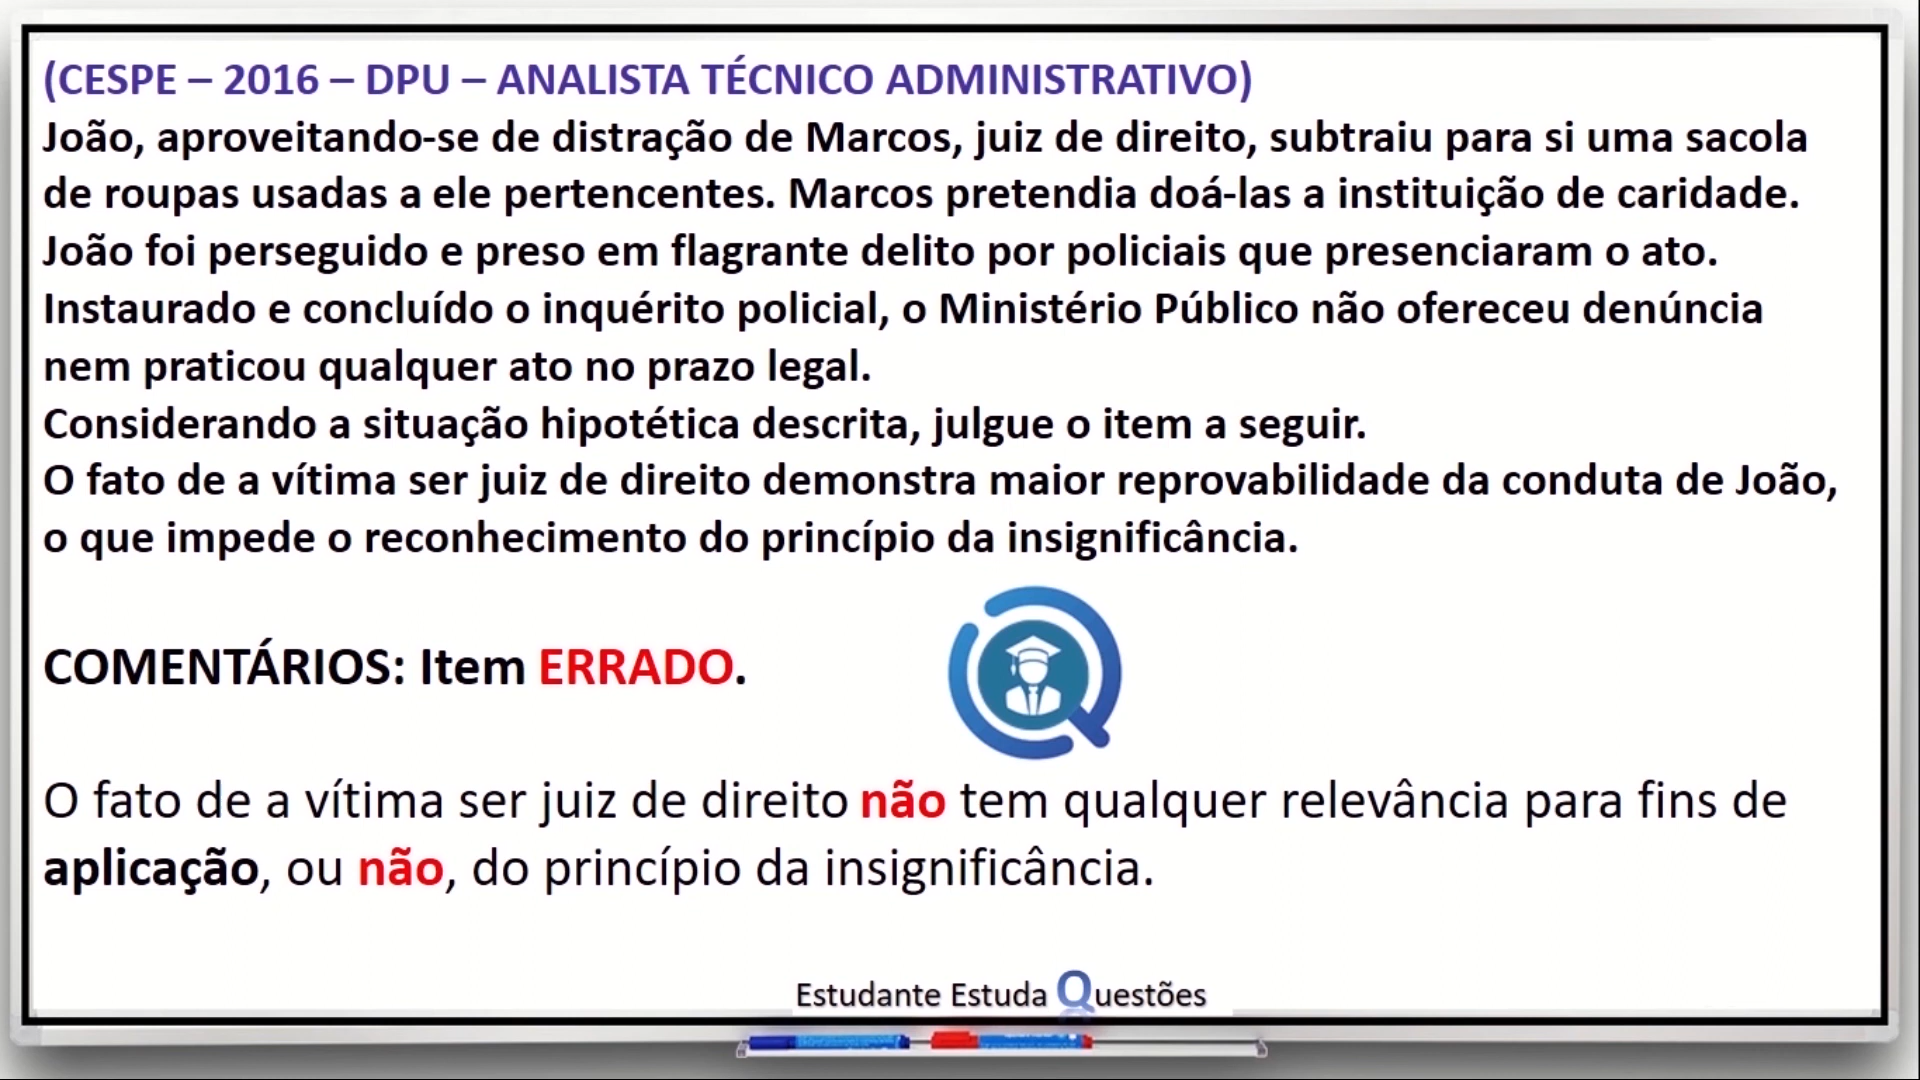 (CESPE – 2016 – DPU – ANALISTA TÉCNICO ADMINISTRATIVO)
João, aproveitando-se de distração de Marcos, juiz de direito, subtraiu para si uma sacola
de roupas usadas a ele pertencentes. Marcos pretendia doá-las a instituição de caridade.
João foi perseguido e preso em flagrante delito por policiais que presenciaram o ato.
Instaurado e concluído o inquérito policial, o Ministério Público não ofereceu denúncia
nem praticou qualquer ato no prazo legal.
Considerando a situação hipotética descrita, julgue o item a seguir.
O fato de a vítima ser juiz de direito demonstra maior reprovabilidade da conduta de João,
o que impede o reconhecimento do princípio da insignificância.
COMENTÁRIOS: Item ERRADO.
O fato de a vítima ser juiz de direito não tem qualquer relevância para fins de
aplicação, ou não, do princípio da insignificância.
Estudante Estuda Questões